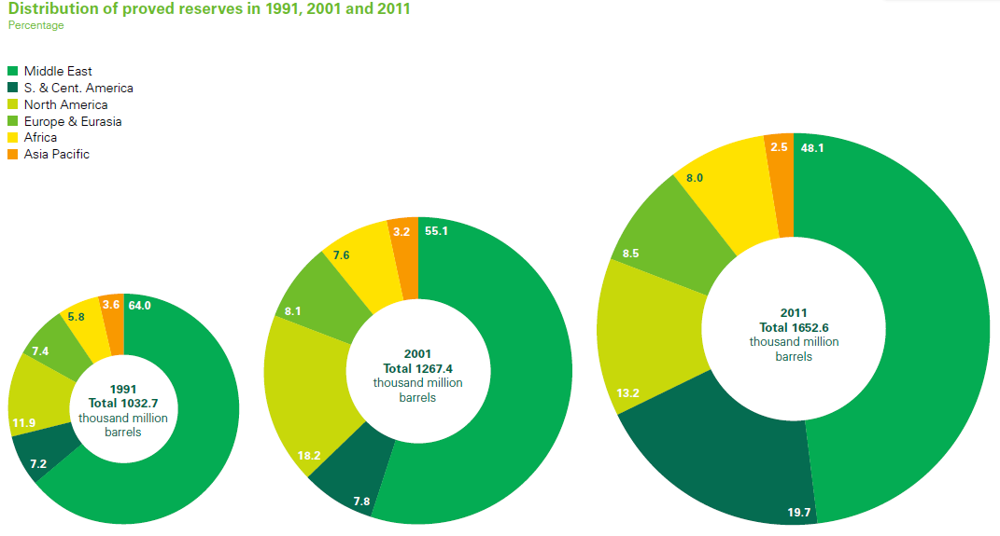 Distribution of proved reserves in 1991, 2001 and 2011
Percentage
Middle East
S. & Cent. America
North America
Europe & Eurasia
Africa
Asia Pacific
3.6
64.0
5.8
7.4
11.9
7.2
1991
Total 1032.7
thousand million
barrels
3.2
55.1
7.6
8.1
18.2
7.8
2001
Total 1267.4
thousand million
barrels
2.5
48.1
8.0
8.5
13.2
19.7
2011
Total 1652.6
thousand million
barrels